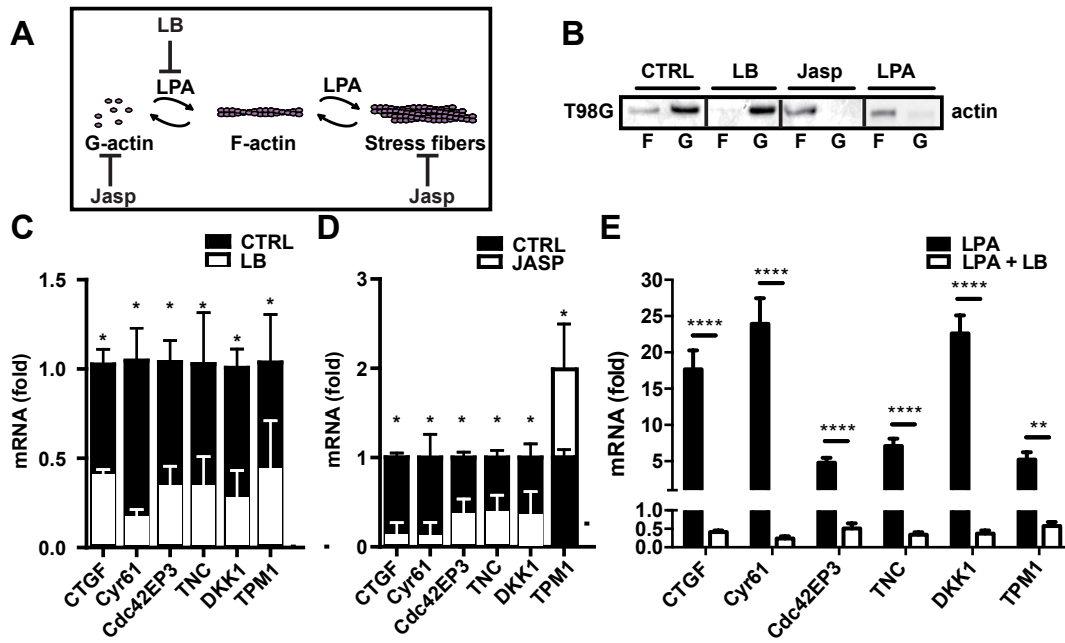 A
LB
LPA
LPA
G-actin
F-actin
Stress fibers
Jasp
Jasp
B
CTRL LB Jasp LPA
T98G
actin
F G F G F G F G
C
CTRL
LB
mRNA (fold)
1.5
1.0
0.5
0.0
* * * * * *
CTGF
Cyr61
Cdc42EP3
TNC
DKK1
TPM1
D
CTRL
JASP
mRNA (fold)
3
2
1
0
* * * * * *
CTGF
Cyr61
Cdc42EP3
TNC
DKK1
TPM1
E
LPA
LPA + LB
mRNA (fold)
30
25
20
15
10
5
1.0
0.5
0.0
**** **** **** **** **** **
CTGF
Cyr61
Cdc42EP3
TNC
DKK1
TPM1